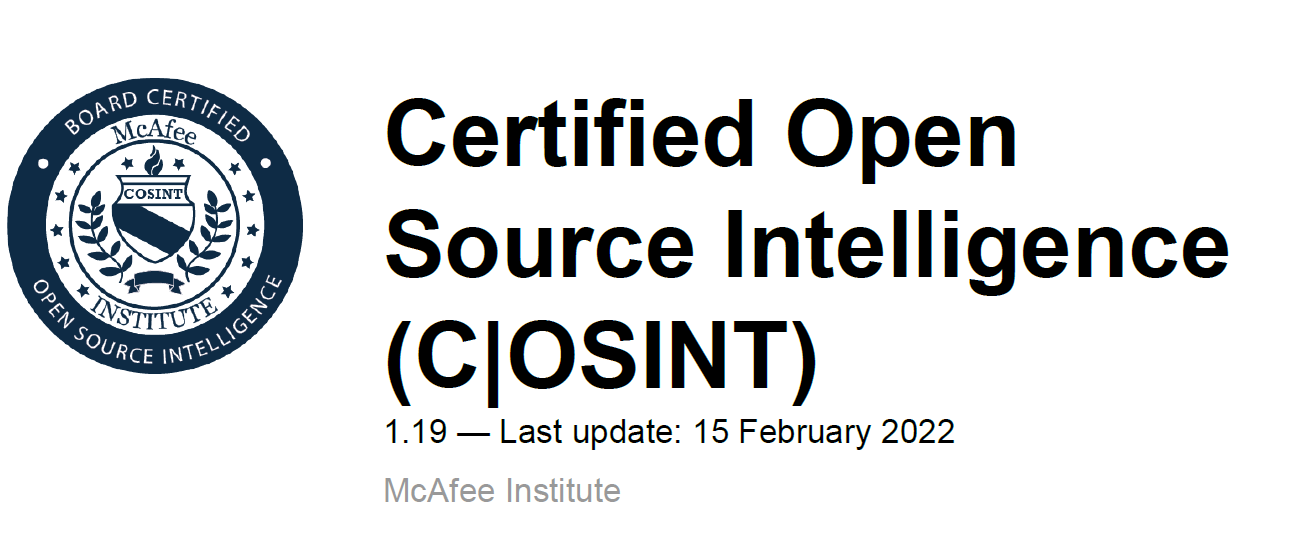 BOARD CERTIFIED
McAfee
COSINT
INSTITUTE
OPEN SOURCE INTELLIGENCE
Certified Open
Source Intelligence
(C|OSINT)
1.19 — Last update: 15 February 2022
McAfee Institute